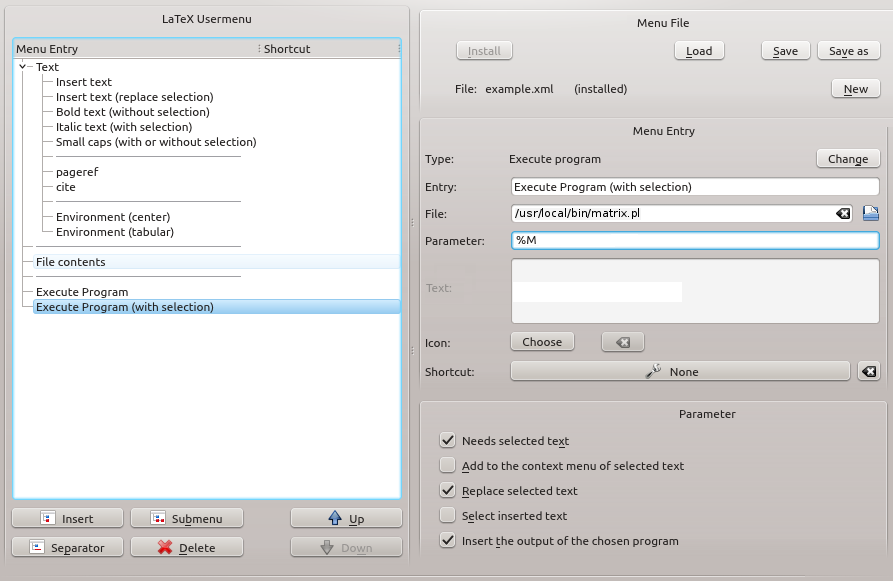 LaTeX Usermenu
Menu Entry
Shortcut
Text
Insert text
Insert text (replace selection)
Bold text (without selection)
Italic text (with selection)
Small caps (with or without selection)
pageref
cite
Environment (center)
Environment (tabular)
File contents
Execute Program
Execute Program (with selection)
Insert
Submenu
Up
Separator
Delete
Down
Menu File
Install
Load
Save
Save as
File: example.xml (installed)
New
Menu Entry
Type: Execute program
Change
Entry: Execute Program (with selection)
File: /usr/local/bin/matrix.pl
Parameter: %M
Text:
Icon: Choose
Shortcut: None
Parameter
Needs selected text
Add to the context menu of selected text
Replace selected text
Select inserted text
Insert the output of the chosen program